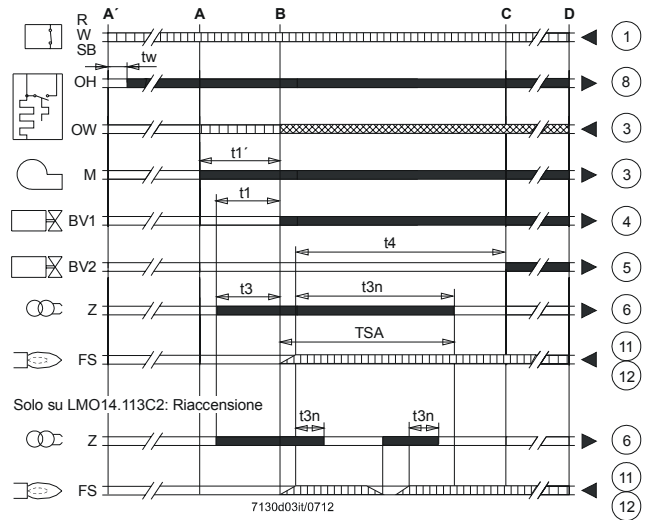 R
W
SB
A´ A B C D
1
tw
OH
8
OW
3
t1´
M
3
t1
BV1
4
t4
BV2
5
t3 t3n
Z
6
TSA
FS
11
12
Solo su LMO14.113C2: Riaccensione
t3n t3n
Z
6
FS
11
12
7130d03it/0712